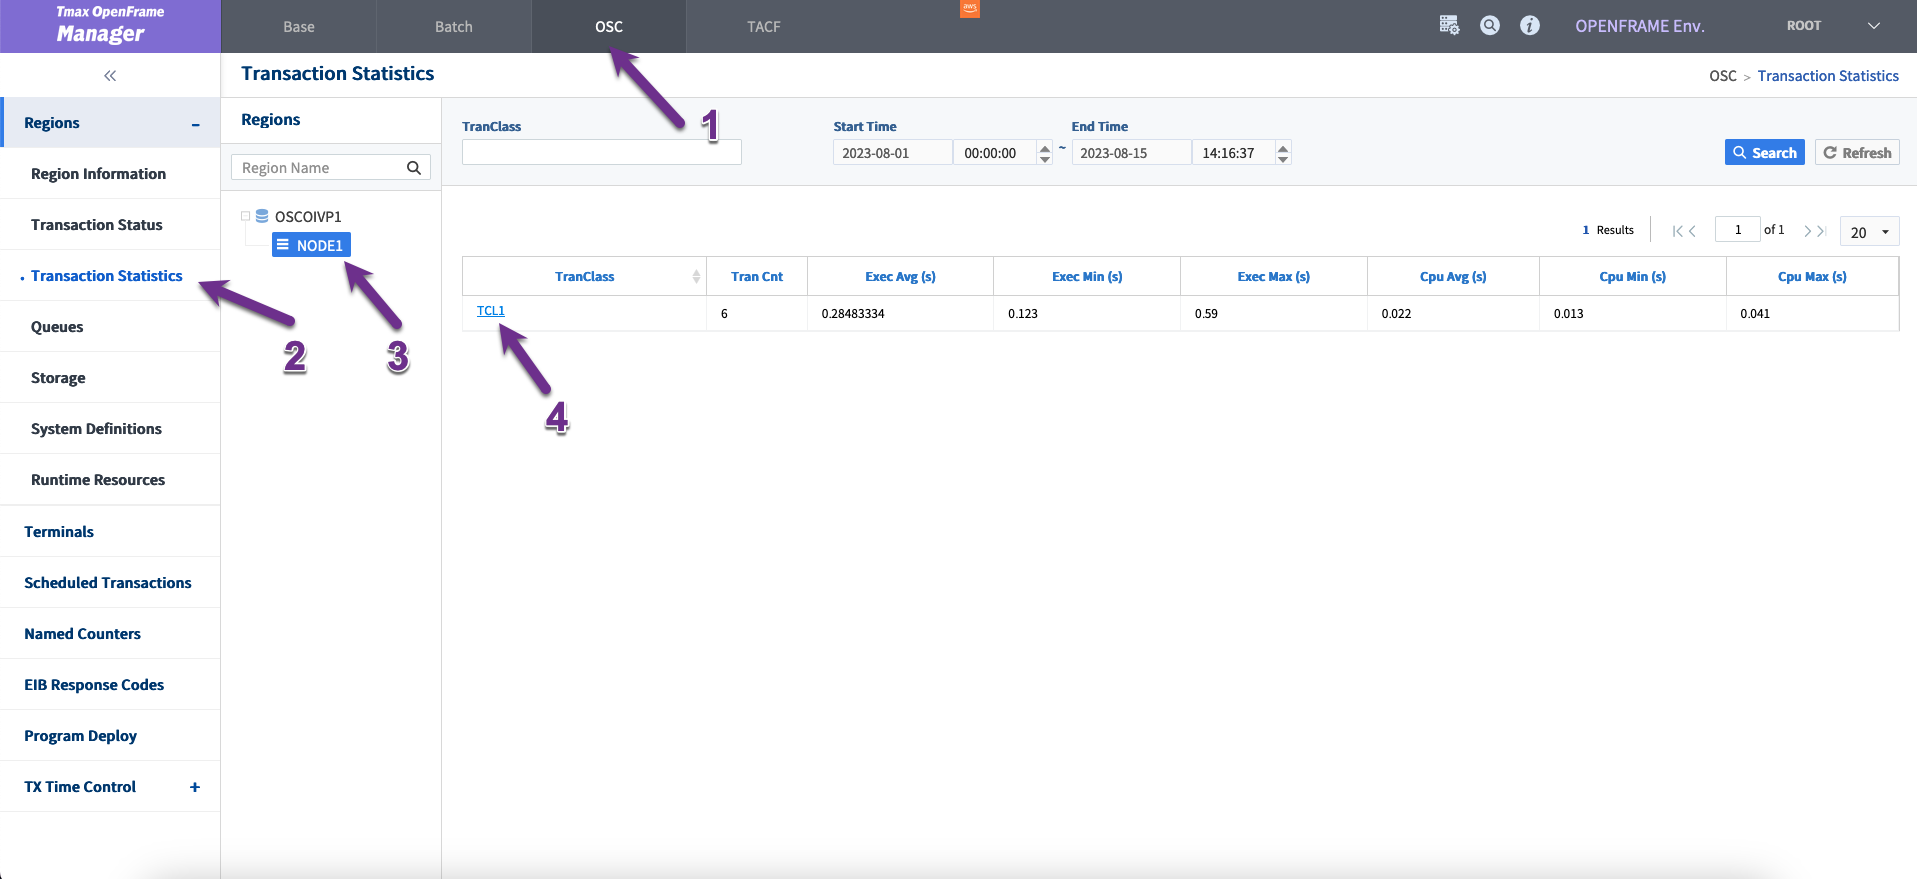 Tmax OpenFrame
Manager
Base
Batch
OSC
TACF
aws
OPENFRAME Env.
ROOT
Transaction Statistics
OSC > Transaction Statistics
Regions
Region Information
Transaction Status
Transaction Statistics
Queues
Storage
System Definitions
Runtime Resources
Terminals
Scheduled Transactions
Named Counters
EIB Response Codes
Program Deploy
TX Time Control +
Regions
Region Name
OSCOIVP1
NODE1
TranClass
Start Time
2023-08-01 00:00:00 ~
End Time
2023-08-15 14:16:37
Search
Refresh
1 Results
1 of 1
20
TranClass Tran Cnt Exec Avg (s) Exec Min (s) Exec Max (s) Cpu Avg (s) Cpu Min (s) Cpu Max (s)
TCL1 6 0.28483334 0.123 0.59 0.022 0.013 0.041
1
2
3
4